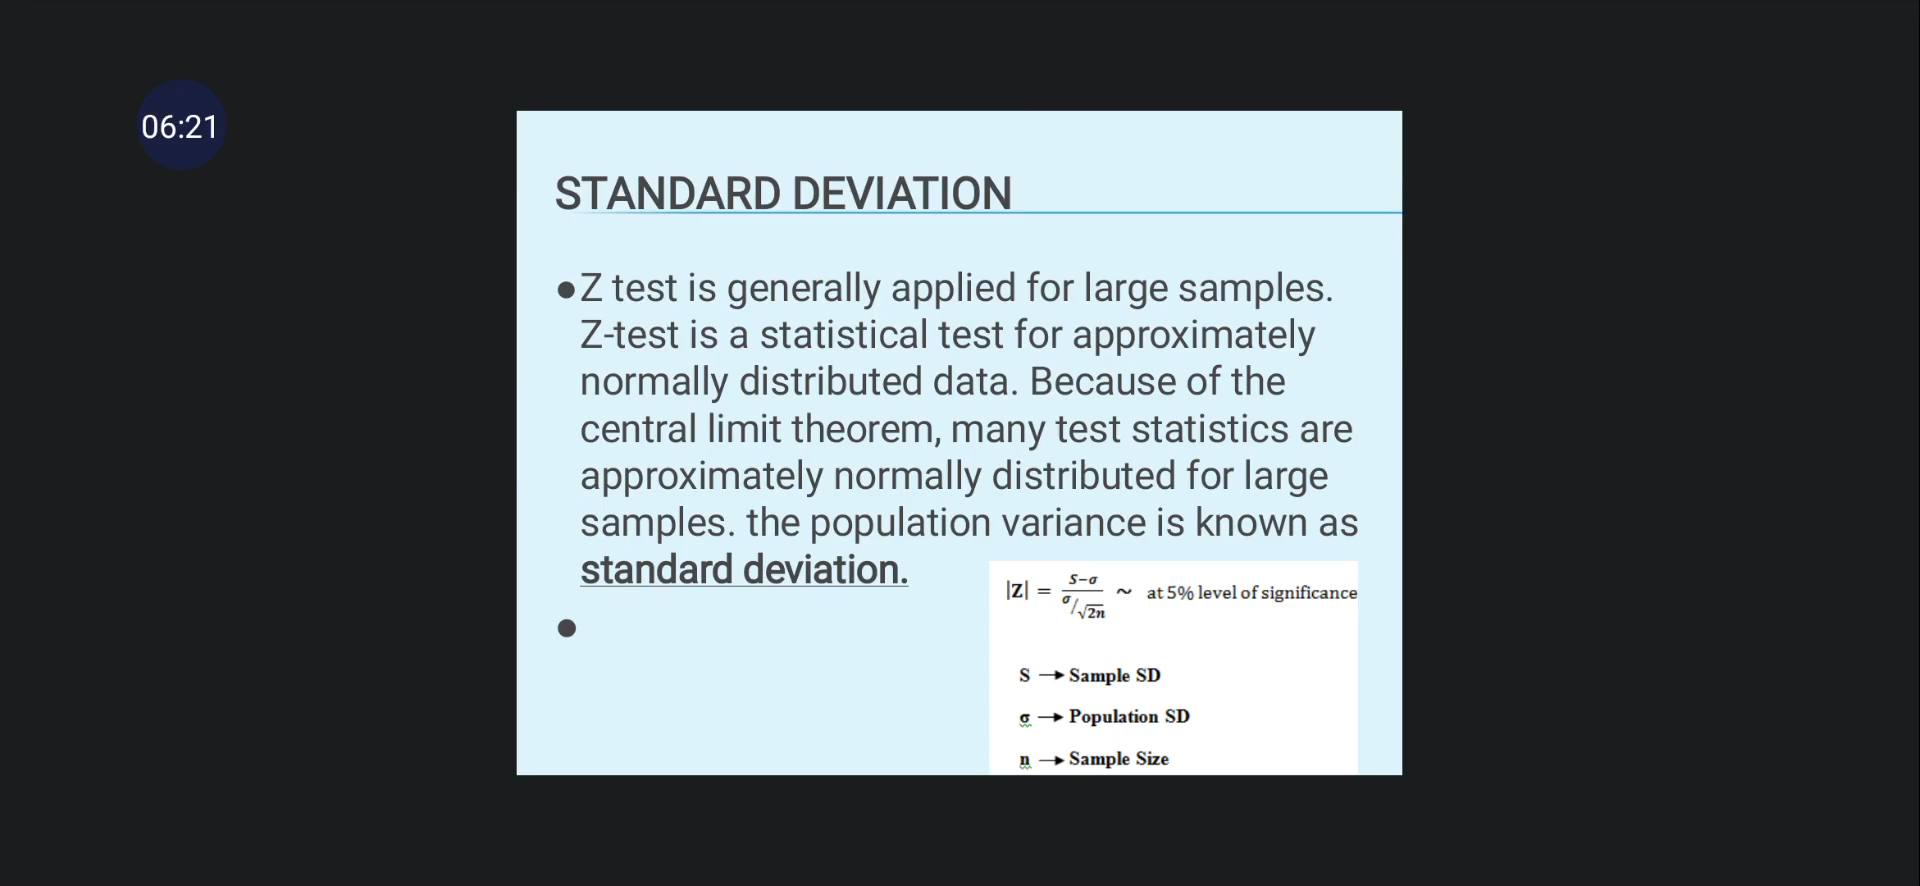 06:21
STANDARD DEVIATION
●Z test is generally applied for large samples.
Z-test is a statistical test for approximately
normally distributed data. Because of the
central limit theorem, many test statistics are
approximately normally distributed for large
samples. the population variance is known as
standard deviation.
●
|Z| = S−σ / σ/√2n ~ at 5% level of significance
S → Sample SD
σ → Population SD
n → Sample Size